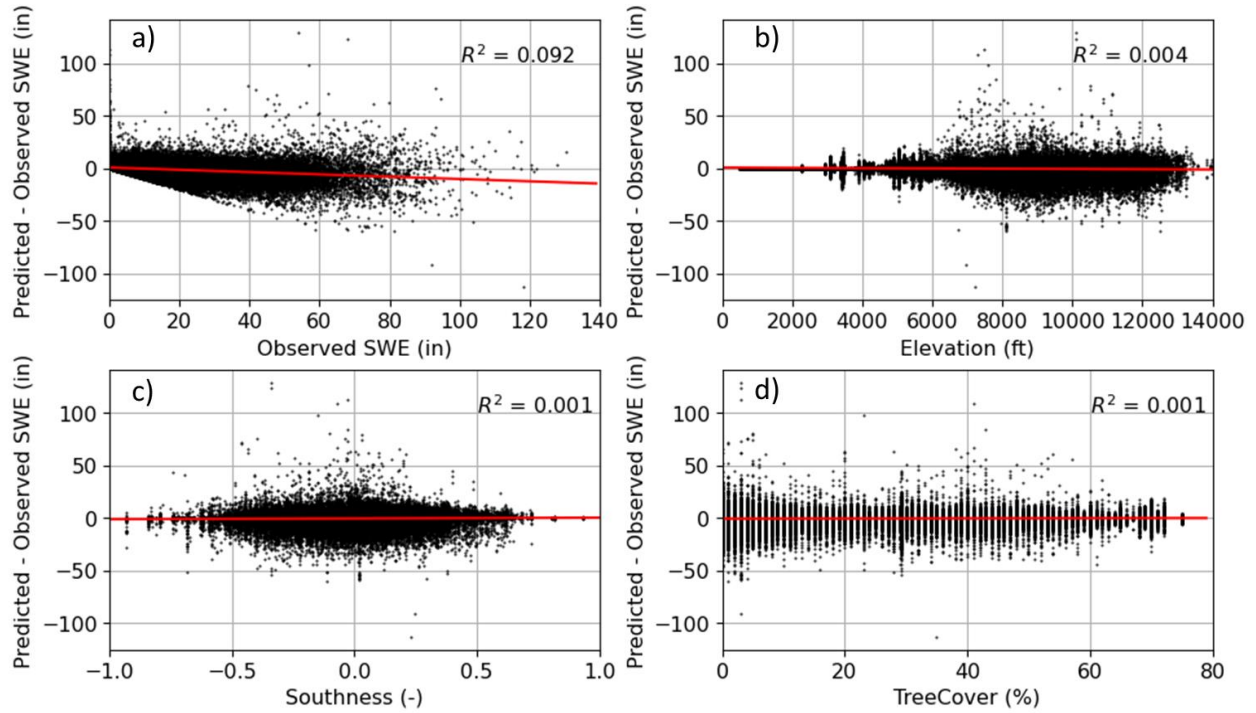 a)
R² = 0.092
Predicted - Observed SWE (in)
100
50
0
−50
−100
0 20 40 60 80 100 120 140
Observed SWE (in)
b)
R² = 0.004
Predicted - Observed SWE (in)
100
50
0
−50
−100
0 2000 4000 6000 8000 10000 12000 14000
Elevation (ft)
c)
R² = 0.001
Predicted - Observed SWE (in)
100
50
0
−50
−100
−1.0 −0.5 0.0 0.5 1.0
Southness (-)
d)
R² = 0.001
Predicted - Observed SWE (in)
100
50
0
−50
−100
0 20 40 60 80
TreeCover (%)